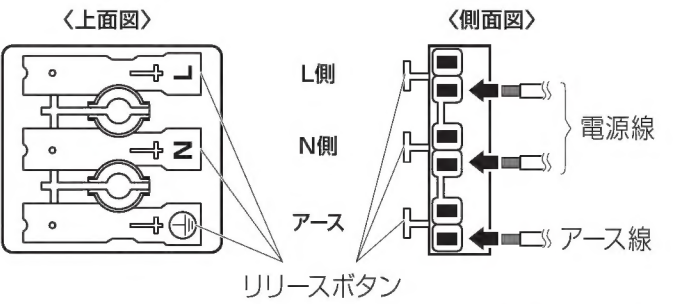 〈上面図〉
〈側面図〉
L
L側
N
N側
電源線
アース
アース線
リリースボタン